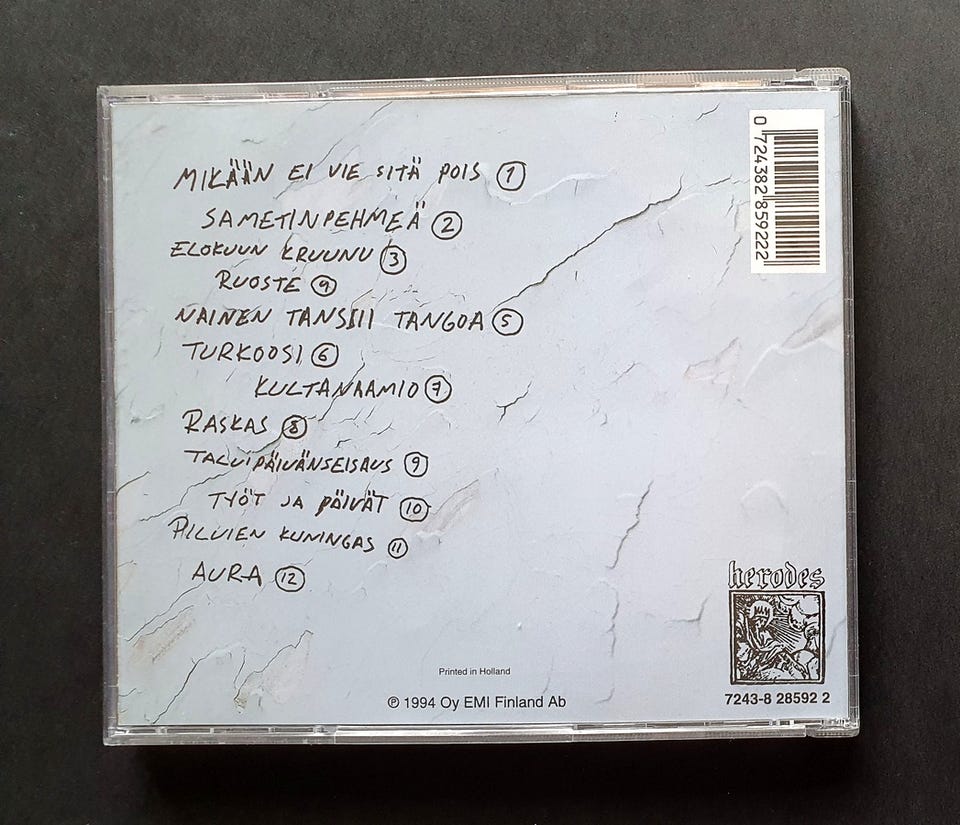 MIKÄÄN EI VIE SITÄ POIS 1
SAMETINPEHMEÄ 2
ELOKUUN KRUUNU 3
RUOSTE 4
NAINEN TANSSII TANGOA 5
TURKOOSI 6
KULTANAAMIO 7
RASKAS 8
TALVIPÄIVÄNSEISAUS 9
TYÖT JA PÄIVÄT 10
PILVIEN KUNINGAS 11
AURA 12
0 724382 859222
herodes
7243-8 28592 2
Printed in Holland
℗ 1994 Oy EMI Finland Ab